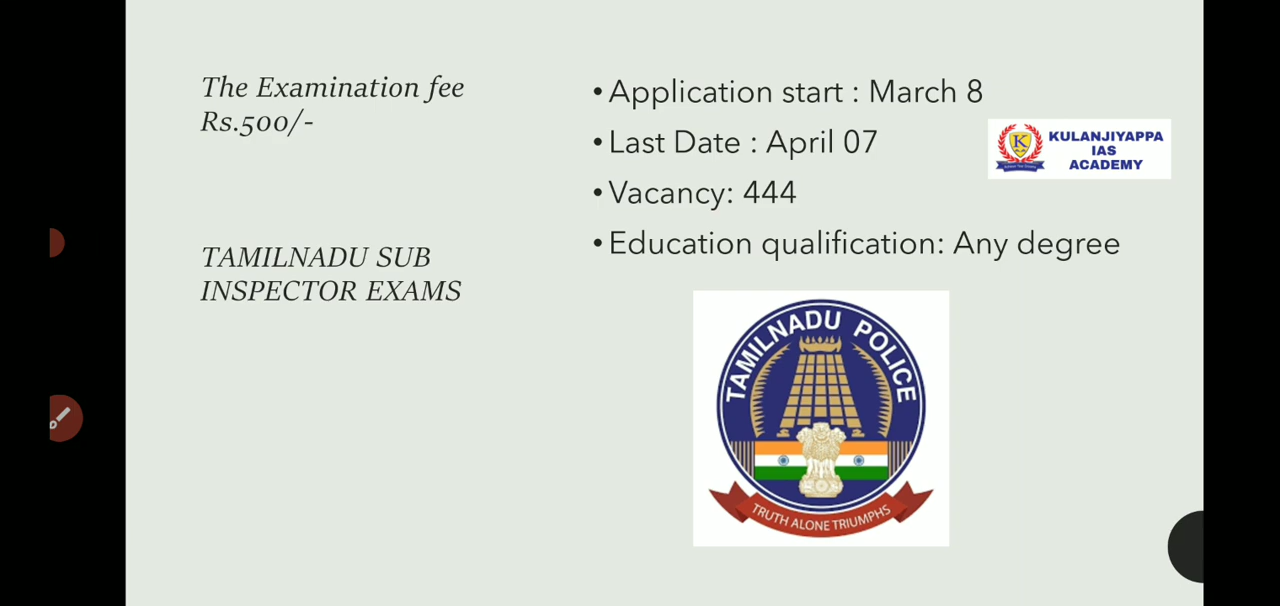 The Examination fee
Rs.500/-
TAMILNADU SUB
INSPECTOR EXAMS
• Application start : March 8
• Last Date : April 07
• Vacancy: 444
• Education qualification: Any degree
K
KULANJIYAPPA
IAS
ACADEMY
TAMILNADU POLICE
TRUTH ALONE TRIUMPHS